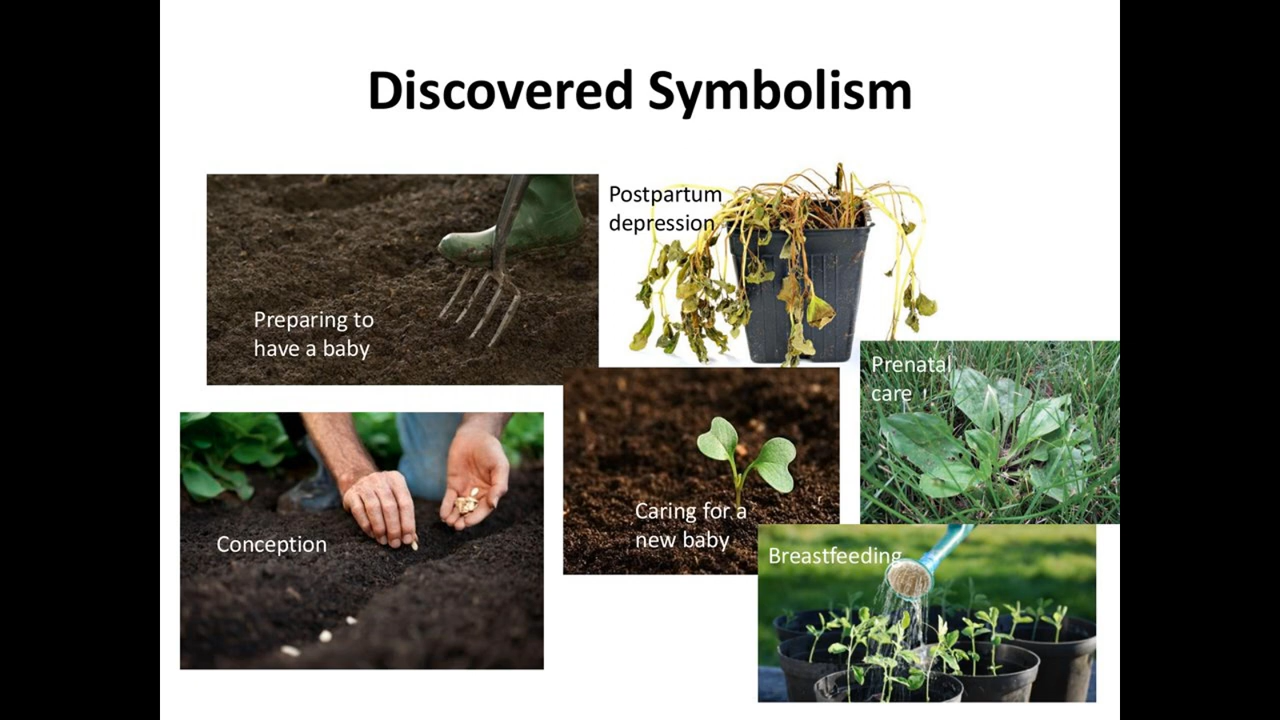 Discovered Symbolism
Postpartum
depression
Preparing to
have a baby
Prenatal
care
Caring for a
new baby
Conception
Breastfeeding